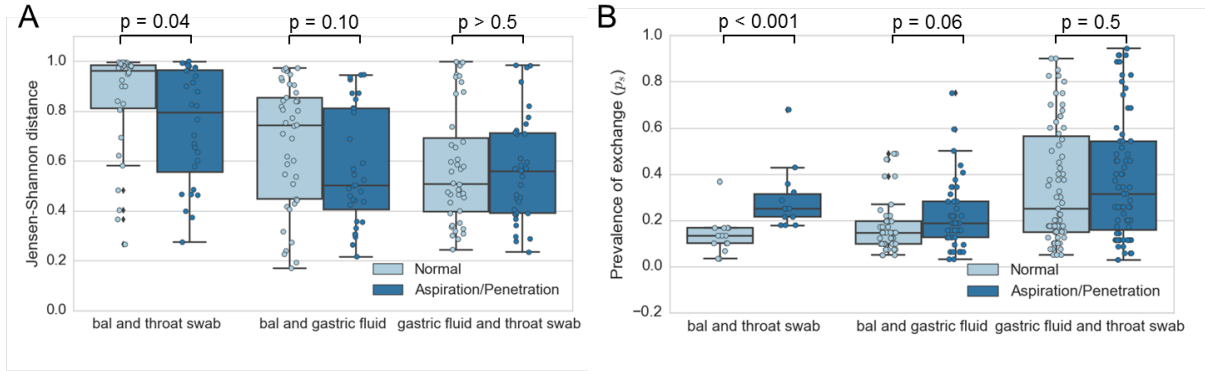 A
p = 0.04
p = 0.10
p > 0.5
Jensen-Shannon distance
1.0
0.8
0.6
0.4
0.2
0.0
Normal
Aspiration/Penetration
bal and throat swab
bal and gastric fluid
gastric fluid and throat swab
B
p < 0.001
p = 0.06
p = 0.5
Prevalence of exchange (pₛ)
1.0
0.8
0.6
0.4
0.2
0.0
−0.2
Normal
Aspiration/Penetration
bal and throat swab
bal and gastric fluid
gastric fluid and throat swab